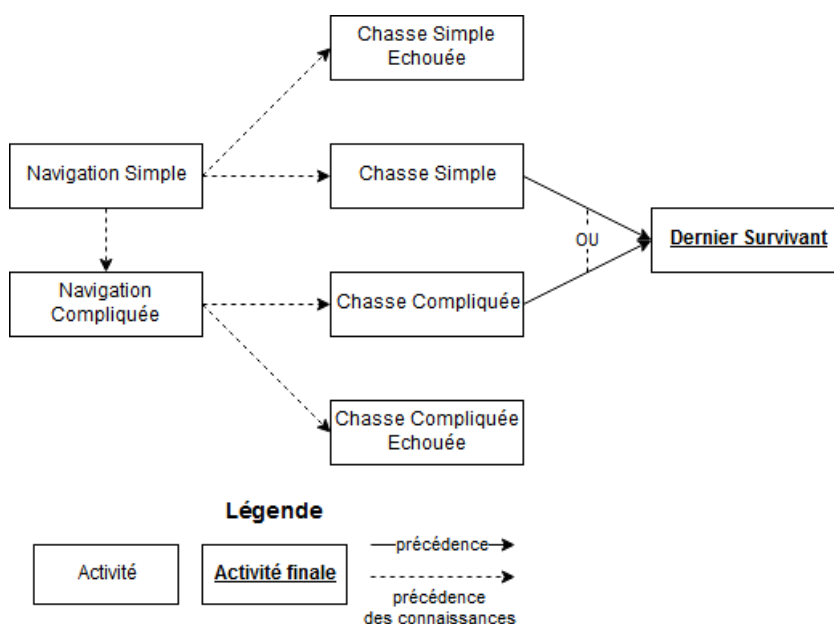 Chasse Simple
Echouée
Navigation Simple
Chasse Simple
OU
Dernier Survivant
Navigation
Compliquée
Chasse Compliquée
Chasse Compliquée
Echouée
Légende
Activité
Activité finale
précédence
précédence
des connaissances